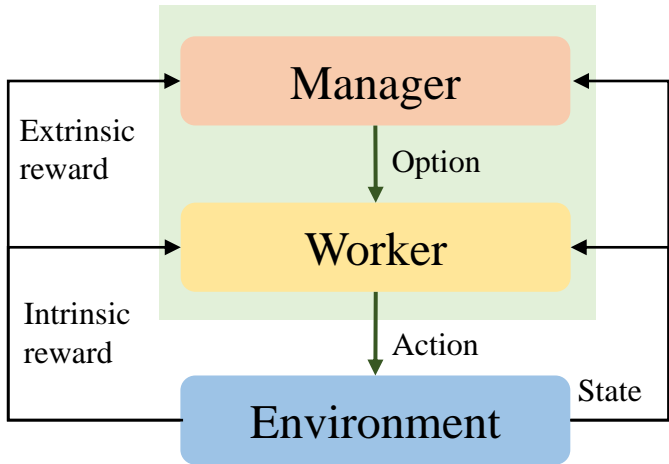 Manager
Extrinsic
reward
Option
Worker
Intrinsic
reward
Action
State
Environment